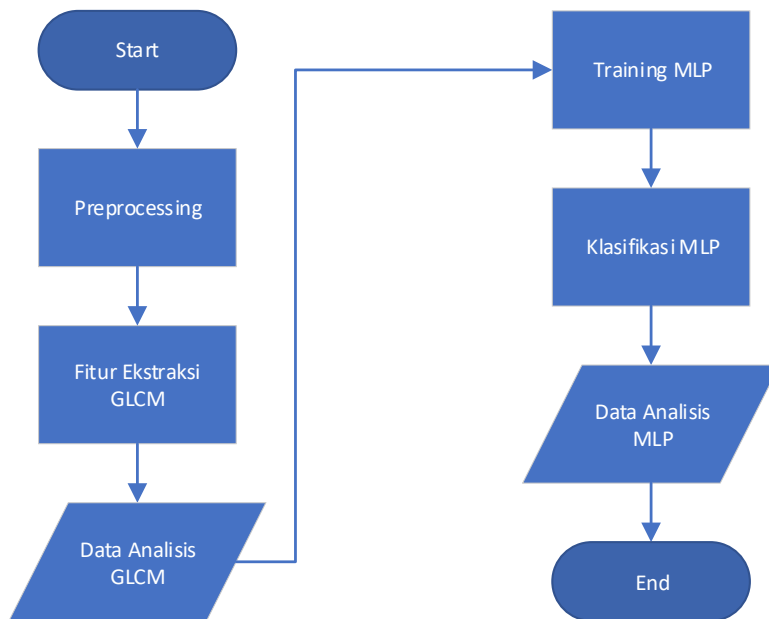 Start
Preprocessing
Fitur Ekstraksi
GLCM
Data Analisis
GLCM
Training MLP
Klasifikasi MLP
Data Analisis
MLP
End